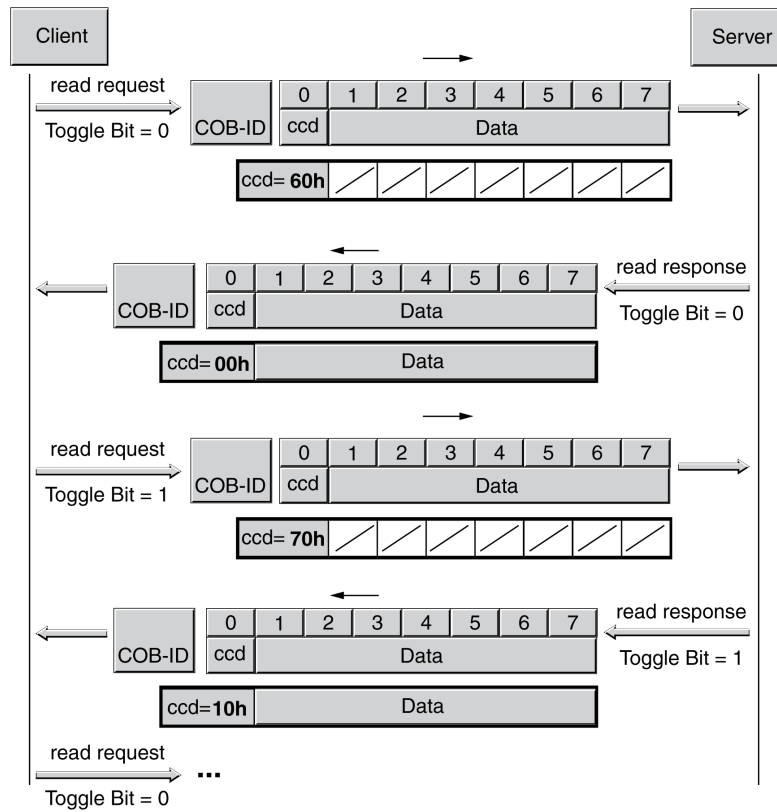 Client
Server
read request
Toggle Bit = 0
COB-ID
0 1 2 3 4 5 6 7
ccd Data
ccd= 60h
read response
Toggle Bit = 0
COB-ID
0 1 2 3 4 5 6 7
ccd Data
ccd= 00h Data
read request
Toggle Bit = 1
COB-ID
0 1 2 3 4 5 6 7
ccd Data
ccd= 70h
read response
Toggle Bit = 1
COB-ID
0 1 2 3 4 5 6 7
ccd Data
ccd=10h Data
read request
...
Toggle Bit = 0